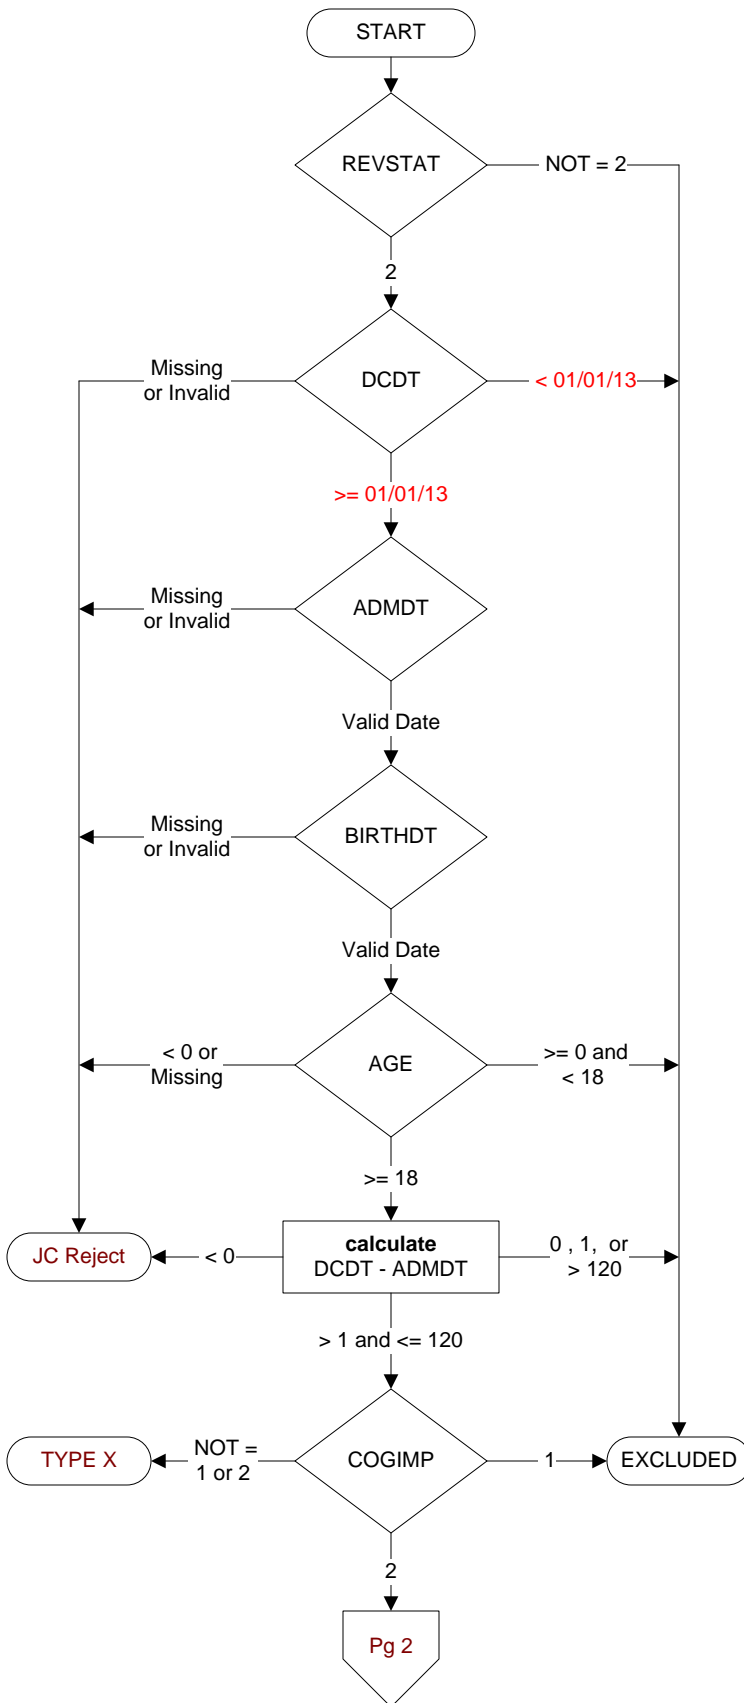 START
REVSTAT
NOT = 2
2
Missing
or Invalid
DCDT
< 01/01/13
>= 01/01/13
Missing
or Invalid
ADMDT
Valid Date
Missing
or Invalid
BIRTHDT
Valid Date
< 0 or
Missing
AGE
>= 0 and
< 18
>= 18
JC Reject
< 0
calculate
DCDT - ADMDT
0 , 1,  or
> 120
> 1 and <= 120
TYPE X
NOT =
1 or 2
COGIMP
1
EXCLUDED
2
Pg 2